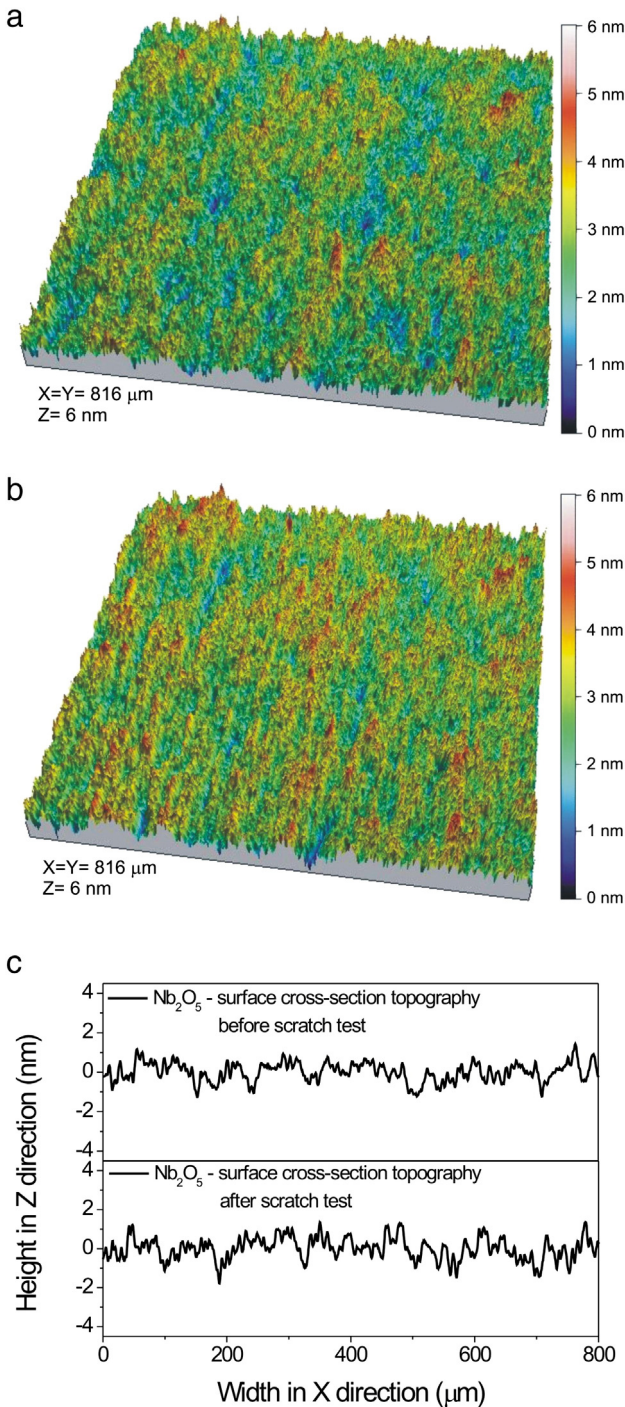 a
6 nm
5 nm
4 nm
3 nm
2 nm
1 nm
0 nm
X=Y= 816 μm
Z= 6 nm
b
6 nm
5 nm
4 nm
3 nm
2 nm
1 nm
0 nm
X=Y= 816 μm
Z= 6 nm
c
Height in Z direction (nm)
4
2
0
-2
-4
Nb₂O₅ - surface cross-section topography
before scratch test
4
2
0
-2
-4
Nb₂O₅ - surface cross-section topography
after scratch test
0 200 400 600 800
Width in X direction (μm)